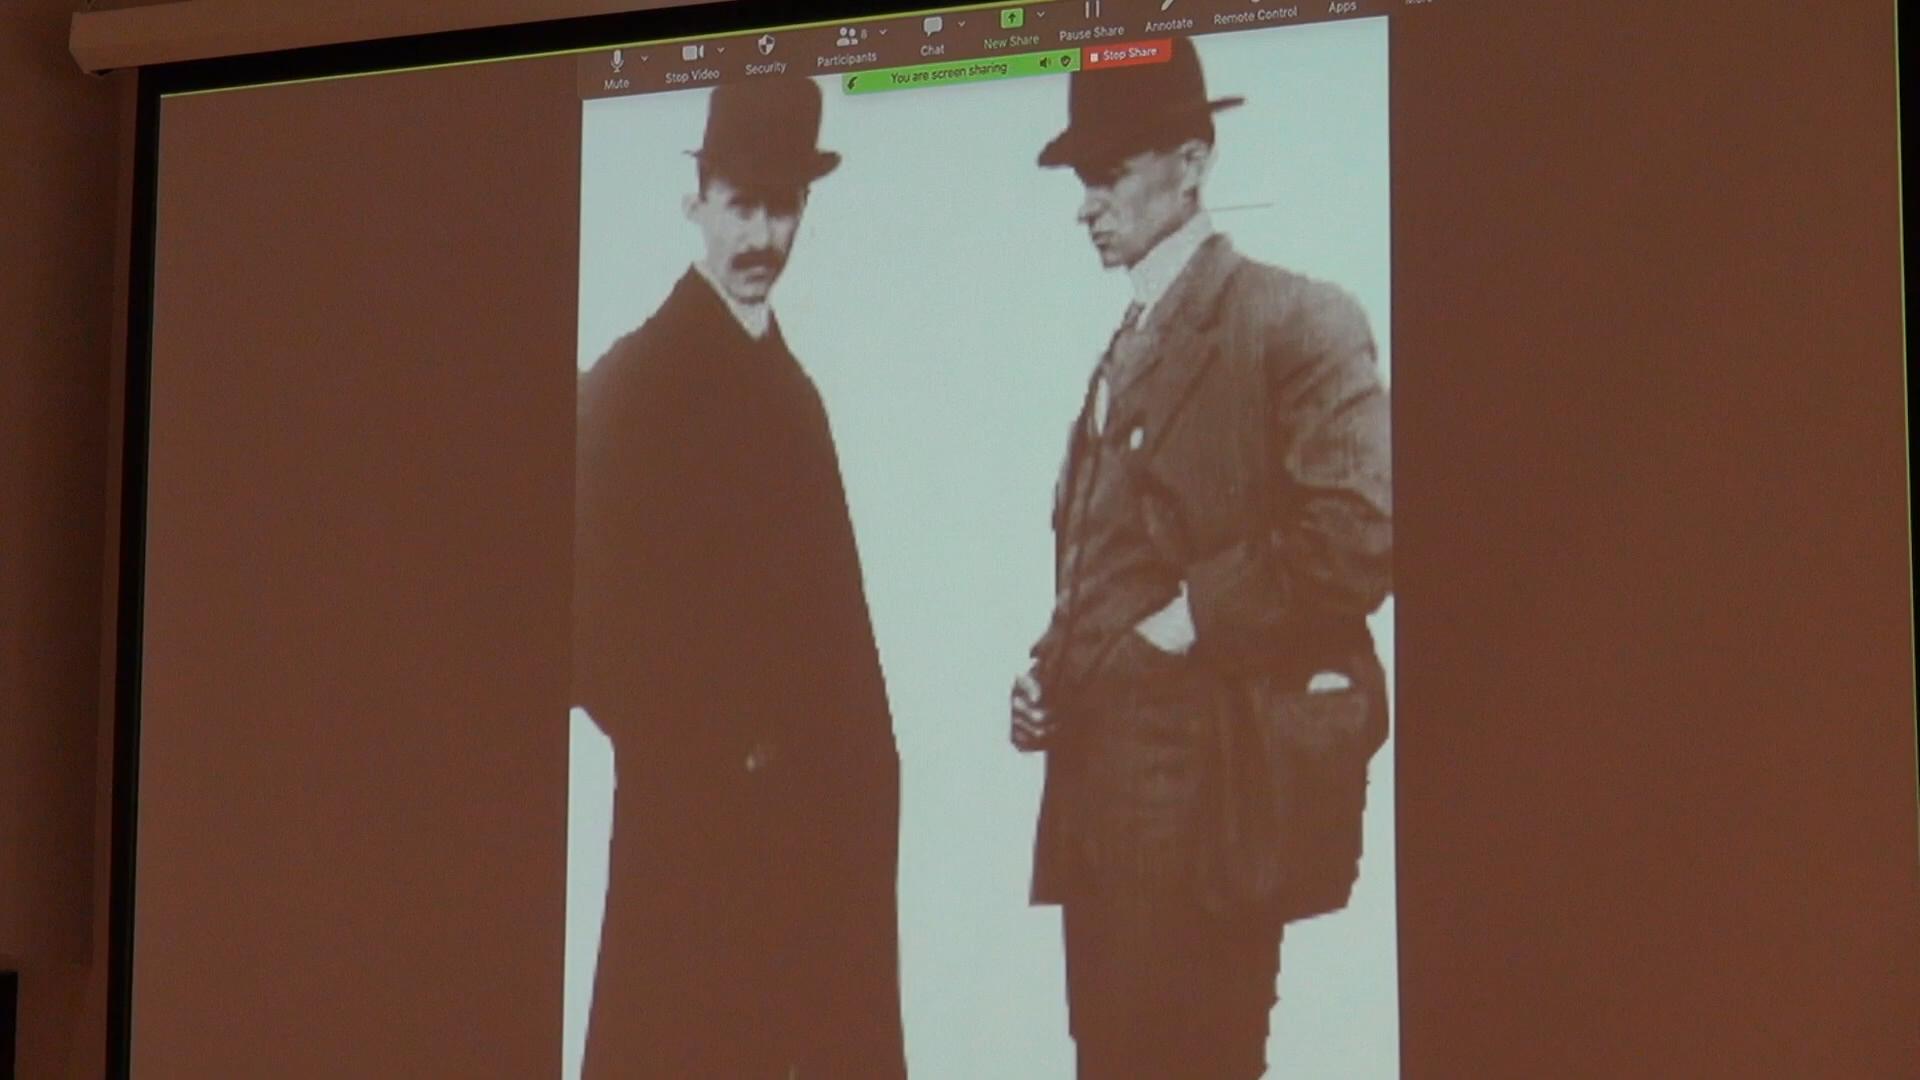 Mute
Stop Video
Security
Participants
8
Chat
New Share
Pause Share
Annotate
Remote Control
Apps
You are screen sharing
Stop Share